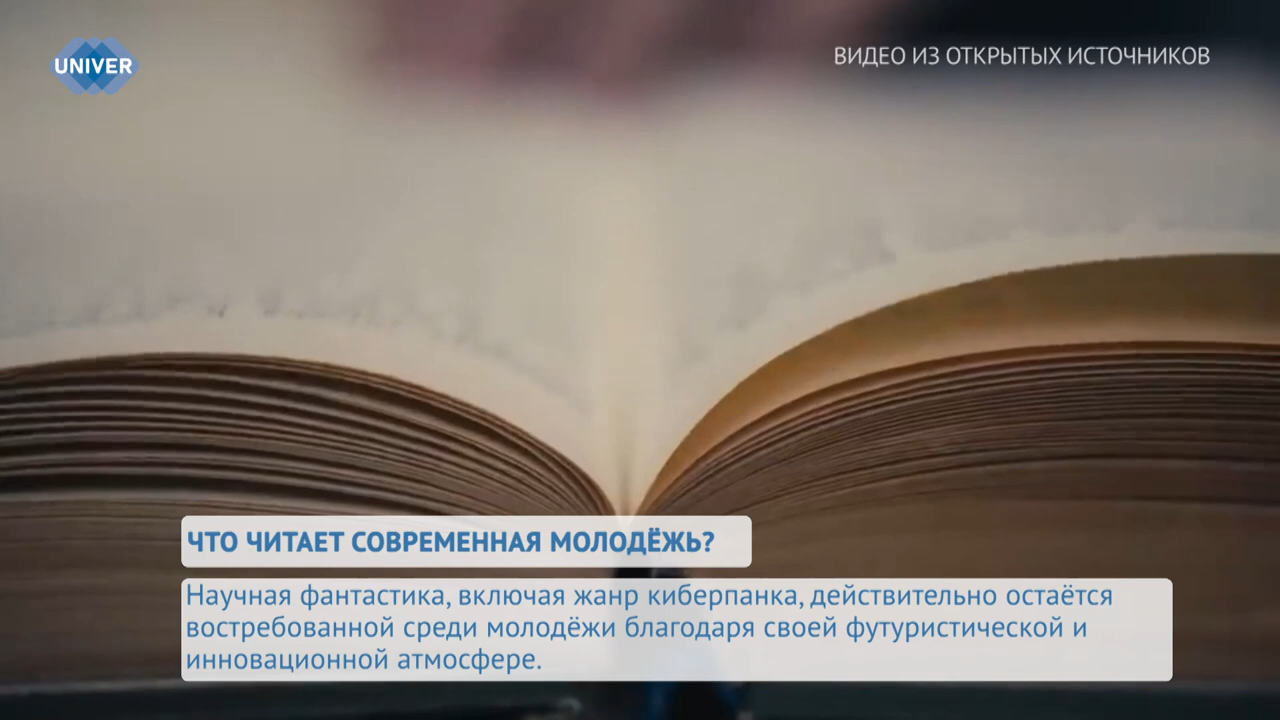 UNIVER
ВИДЕО ИЗ ОТКРЫТЫХ ИСТОЧНИКОВ
ЧТО ЧИТАЕТ СОВРЕМЕННАЯ МОЛОДЁЖЬ?
Научная фантастика, включая жанр киберпанка, действительно остаётся
востребованной среди молодёжи благодаря своей футуристической и
инновационной атмосфере.